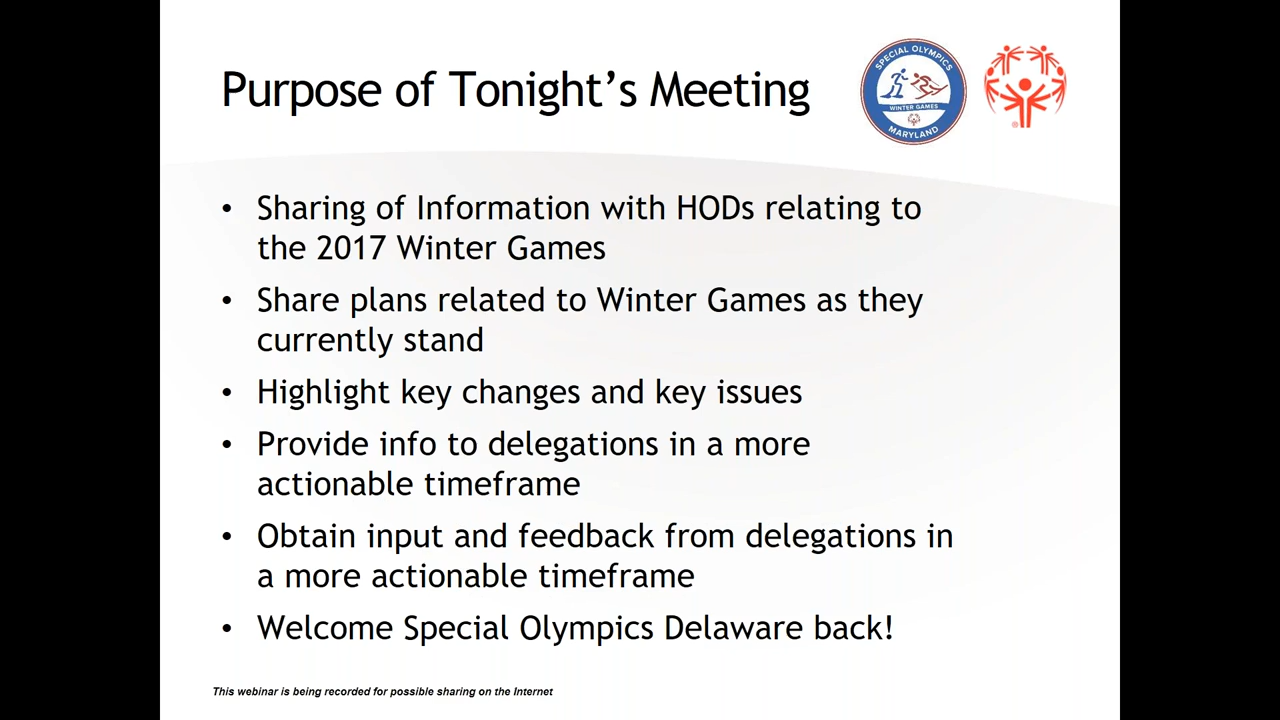 Purpose of Tonight's Meeting
SPECIAL OLYMPICS
WINTER GAMES
MARYLAND
®
• Sharing of Information with HODs relating to
the 2017 Winter Games
• Share plans related to Winter Games as they
currently stand
• Highlight key changes and key issues
• Provide info to delegations in a more
actionable timeframe
• Obtain input and feedback from delegations in
a more actionable timeframe
• Welcome Special Olympics Delaware back!
This webinar is being recorded for possible sharing on the Internet